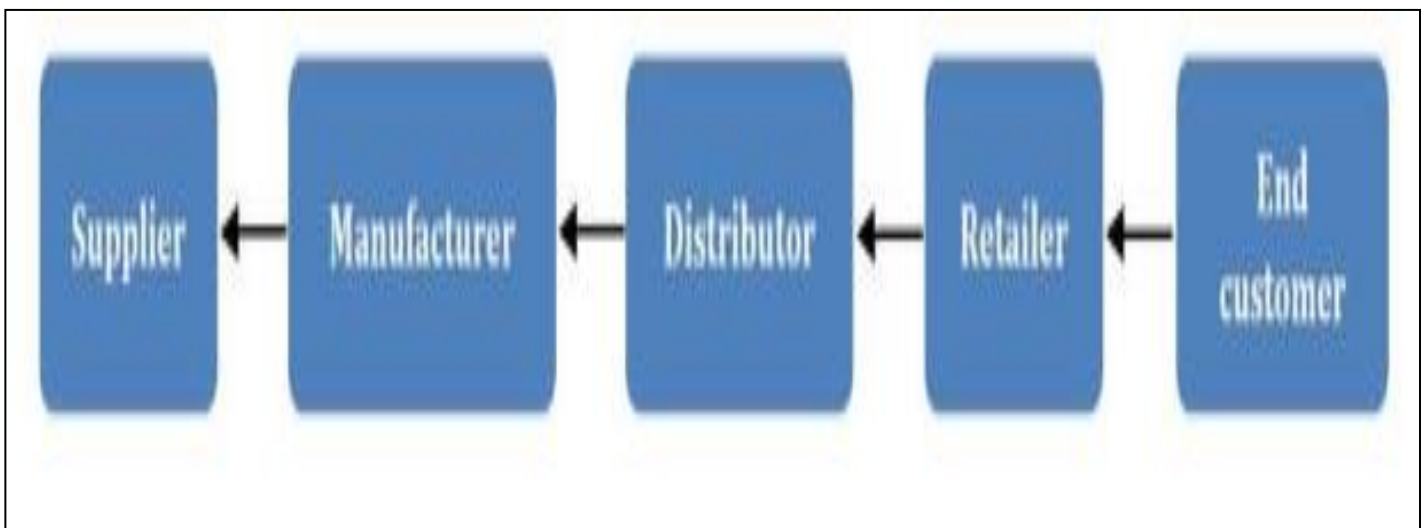 Supplier
Manufacturer
Distributor
Retailer
End
customer